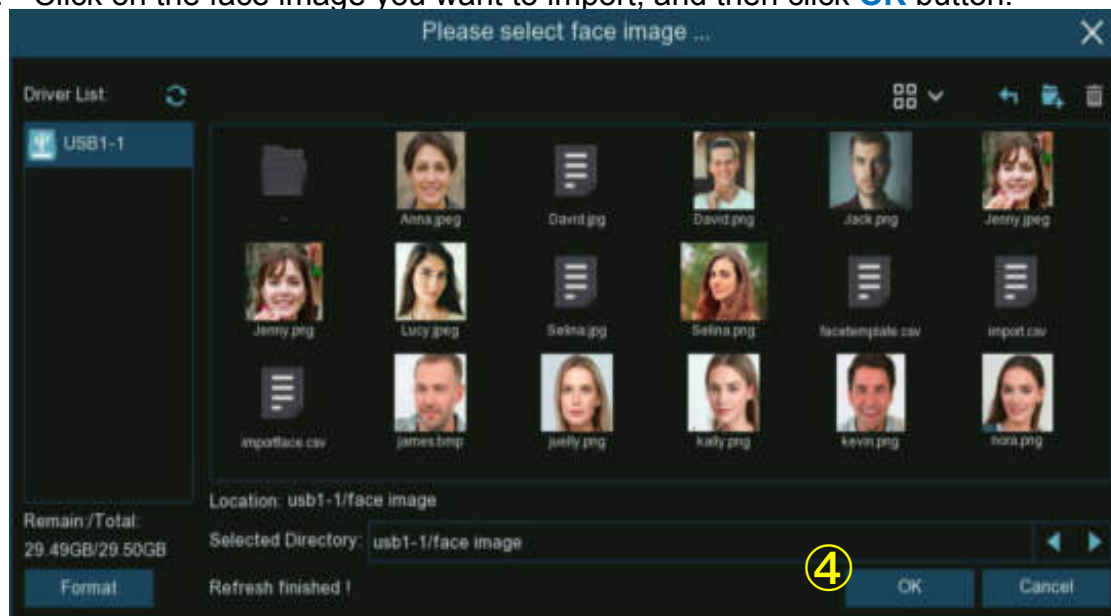 Click on the face image you want to import, and then click OK button.
Please select face image ...
Driver List:
USB1-1
-
Anna.jpeg
David.jpg
David.png
Jack.png
Jenny.jpeg
Jenny.png
Lucy.jpeg
Selina.jpg
Selina.png
facetemplate.csv
import.csv
importface.csv
james.bmp
juelly.png
kally.png
kevin.png
nora.png
Location: usb1-1/face image
Remain /Total:
29.49GB/29.50GB
Selected Directory: usb1-1/face image
④
Format
Refresh finished !
OK
Cancel